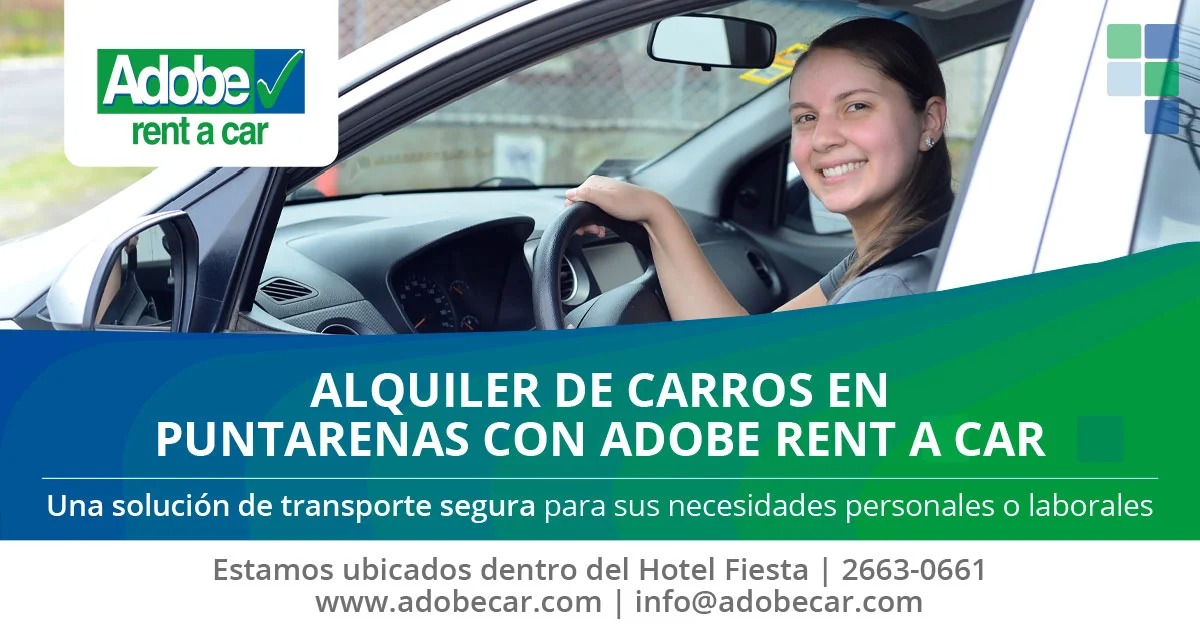 Adobe
rent a car
ALQUILER DE CARROS EN
PUNTARENAS CON ADOBE RENT A CAR
Una solución de transporte segura para sus necesidades personales o laborales
Estamos ubicados dentro del Hotel Fiesta | 2663-0661
www.adobecar.com | info@adobecar.com